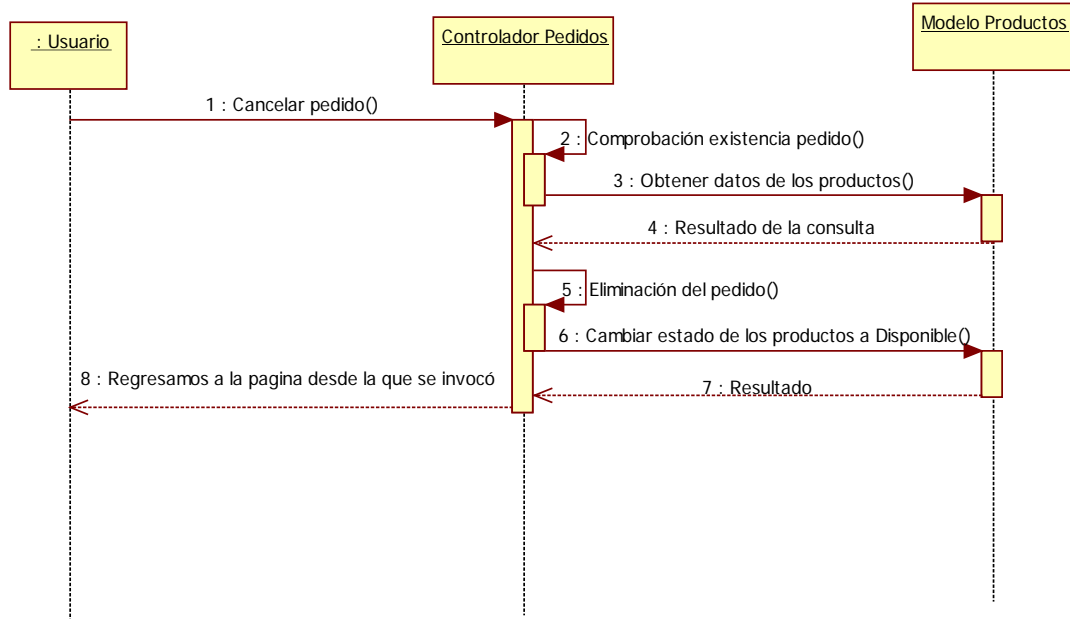 : Usuario
Controlador Pedidos
Modelo Productos
1 : Cancelar pedido()
2 : Comprobación existencia pedido()
3 : Obtener datos de los productos()
4 : Resultado de la consulta
5 : Eliminación del pedido()
6 : Cambiar estado de los productos a Disponible()
7 : Resultado
8 : Regresamos a la pagina desde la que se invocó